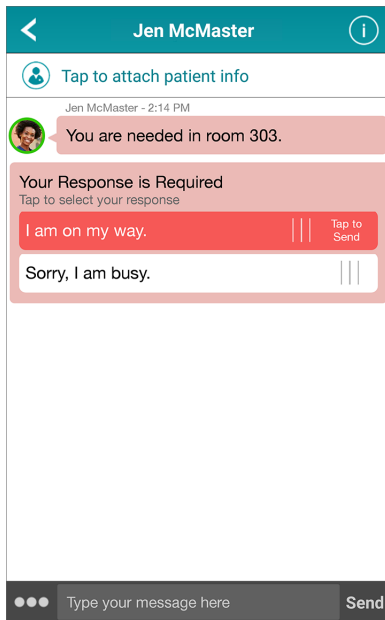 Jen McMaster
i
Tap to attach patient info
Jen McMaster - 2:14 PM
You are needed in room 303.
Your Response is Required
Tap to select your response
I am on my way.
Tap to
Send
Sorry, I am busy.
Type your message here
Send